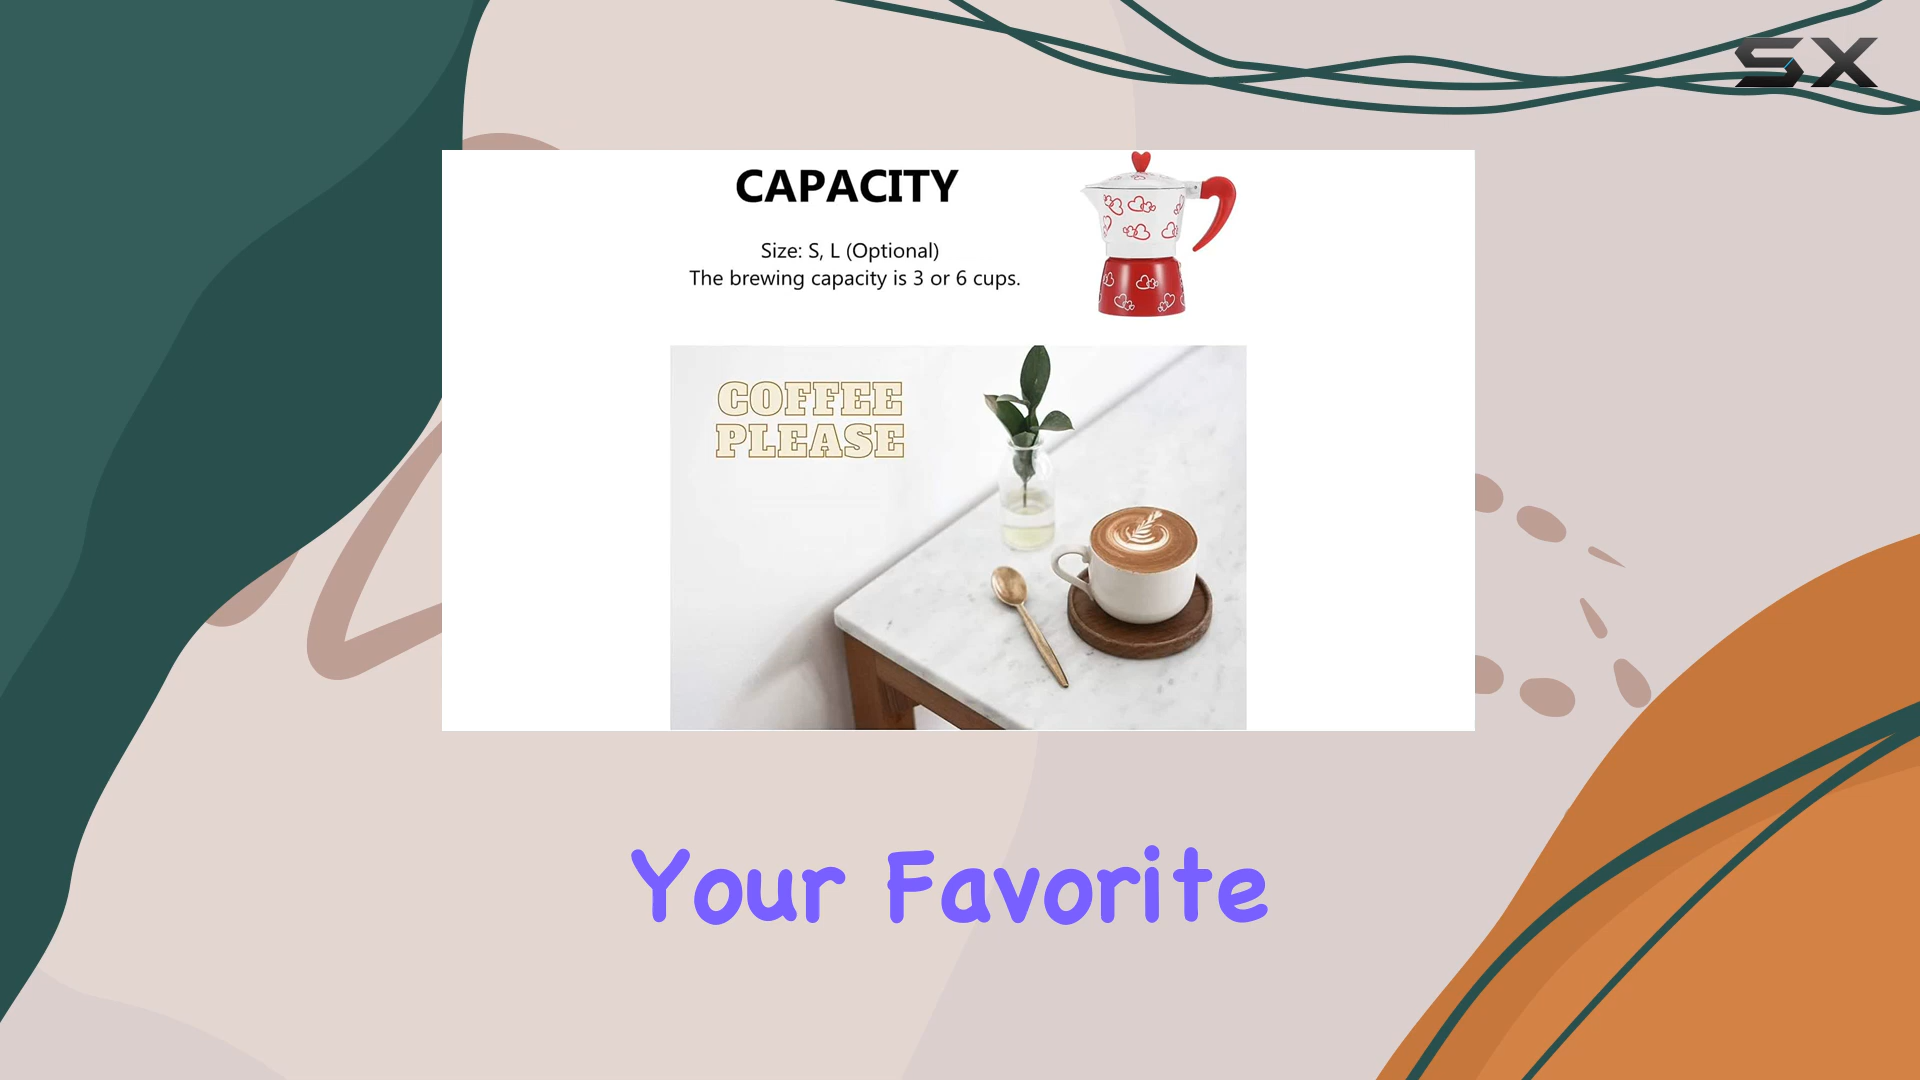 SX
CAPACITY
Size: S, L (Optional)
The brewing capacity is 3 or 6 cups.
COFFEE
PLEASE
Your Favorite